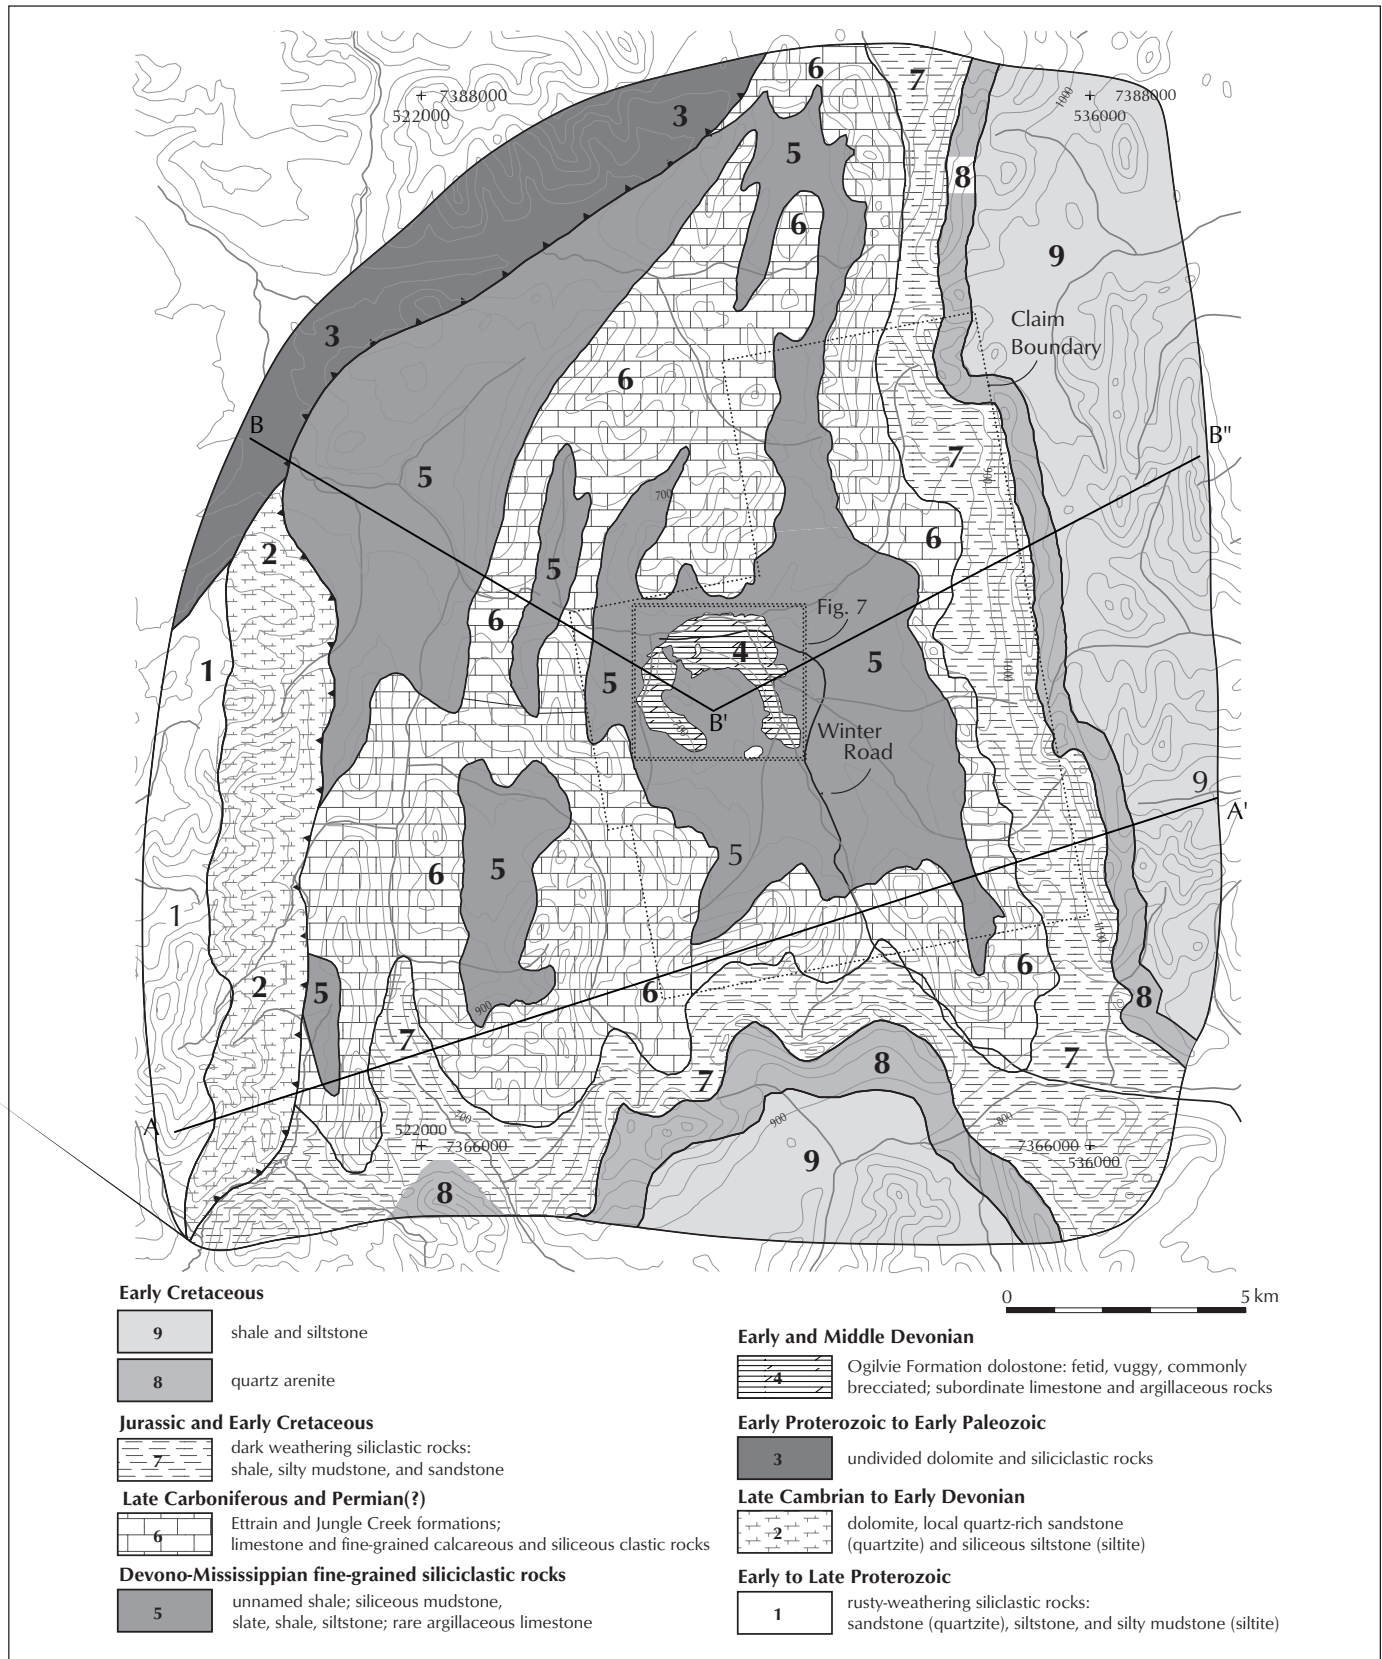 6
7
+ 7388000
522000
1000
+ 7388000
536000
3
5
8
6
9
3
Claim
Boundary
6
B
B"
7
5
900
700
2
6
5
Fig. 7
6
4
5
1
5
1001
B'
700
Winter
Road
9
A'
5
6
5
1
1100
6
2
5
6
8
900
7
8
7
7
A
700
522000
+ 7366000
900
800
7366000 +
536000
9
8
Early Cretaceous
9 shale and siltstone
8 quartz arenite
Jurassic and Early Cretaceous
7 dark weathering siliclastic rocks:
shale, silty mudstone, and sandstone
Late Carboniferous and Permian(?)
6 Ettrain and Jungle Creek formations;
limestone and fine-grained calcareous and siliceous clastic rocks
Devono-Mississippian fine-grained siliciclastic rocks
5 unnamed shale; siliceous mudstone,
slate, shale, siltstone; rare argillaceous limestone
0 5 km
Early and Middle Devonian
4 Ogilvie Formation dolostone: fetid, vuggy, commonly
brecciated; subordinate limestone and argillaceous rocks
Early Proterozoic to Early Paleozoic
3 undivided dolomite and siliciclastic rocks
Late Cambrian to Early Devonian
2 dolomite, local quartz-rich sandstone
(quartzite) and siliceous siltstone (siltite)
Early to Late Proterozoic
1 rusty-weathering siliclastic rocks:
sandstone (quartzite), siltstone, and silty mudstone (siltite)